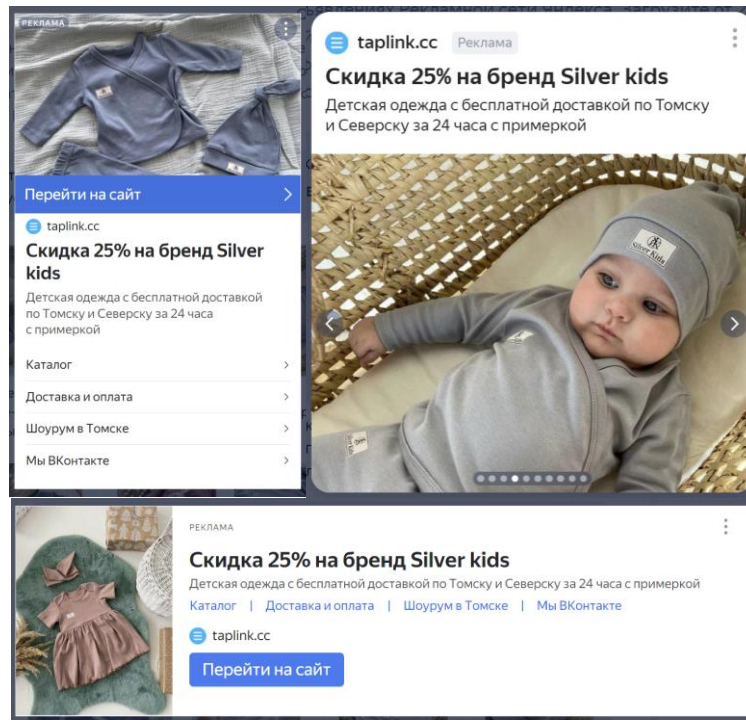 РЕКЛАМА
Перейти на сайт
taplink.cc
Скидка 25% на бренд Silver
kids
Детская одежда с бесплатной доставкой
по Томску и Северску за 24 часа
с примеркой
Каталог
Доставка и оплата
Шоурум в Томске
Мы ВКонтакте
taplink.cc Реклама
Скидка 25% на бренд Silver kids
Детская одежда с бесплатной доставкой по Томску
и Северску за 24 часа с примеркой
Silver Kids
РЕКЛАМА
Скидка 25% на бренд Silver kids
Детская одежда с бесплатной доставкой по Томску и Северску за 24 часа с примеркой
Каталог | Доставка и оплата | Шоурум в Томске | Мы ВКонтакте
taplink.cc
Перейти на сайт